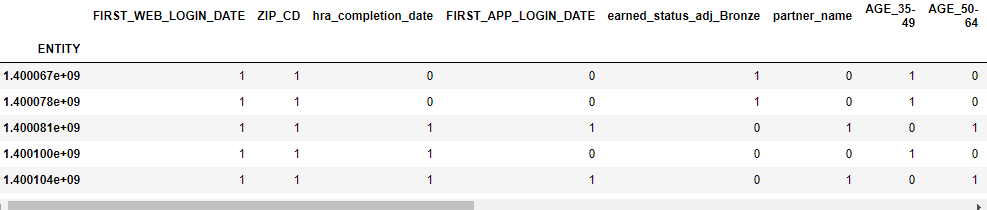 FIRST_WEB_LOGIN_DATE ZIP_CD hra_completion_date FIRST_APP_LOGIN_DATE earned_status_adj_Bronze partner_name AGE_35-49 AGE_50-64
ENTITY
1.400067e+09 1 1 0 0 1 0 1 0
1.400078e+09 1 1 0 0 1 0 1 0
1.400081e+09 1 1 1 1 0 1 0 1
1.400100e+09 1 1 1 0 0 0 1 0
1.400104e+09 1 1 1 1 0 1 0 1